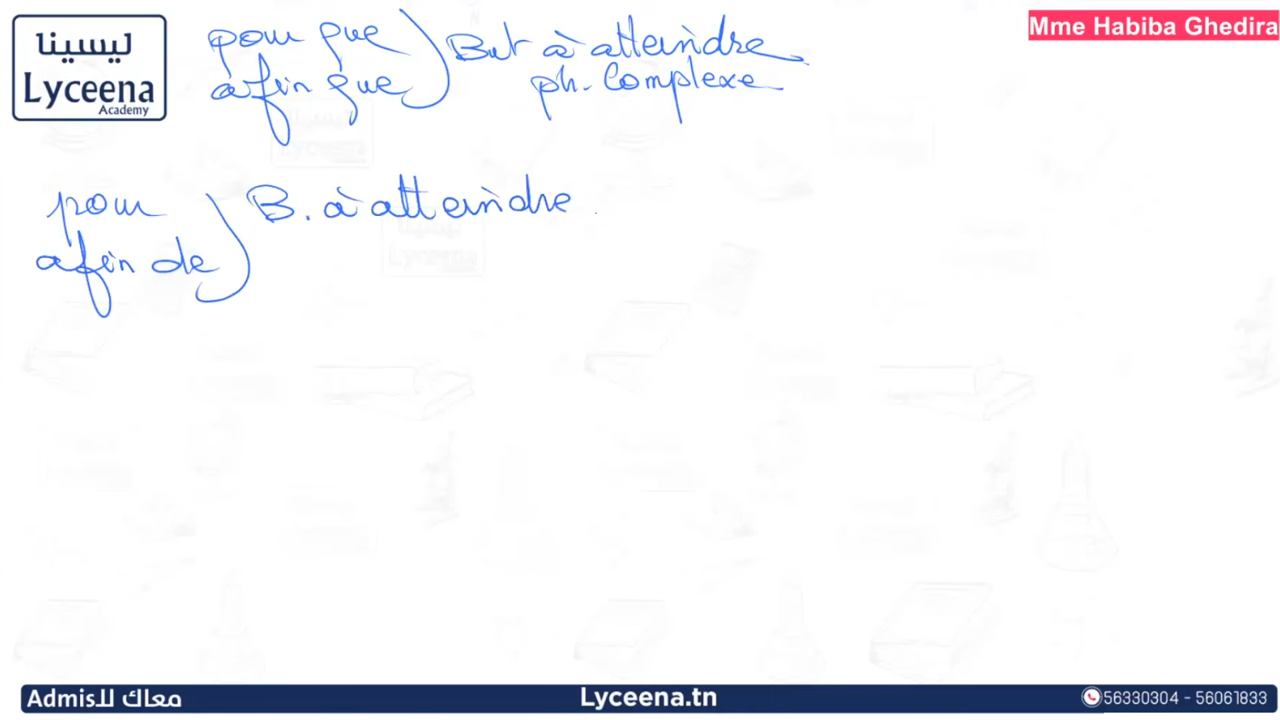 ليسينا
Lyceena
Academy
Mme Habiba Ghedira
pour que
afin que
But à atteindre
ph. Complexe
pour
afin de
B. à atteindre
معاك للـ Admis
Lyceena.tn
56330304 - 56061833